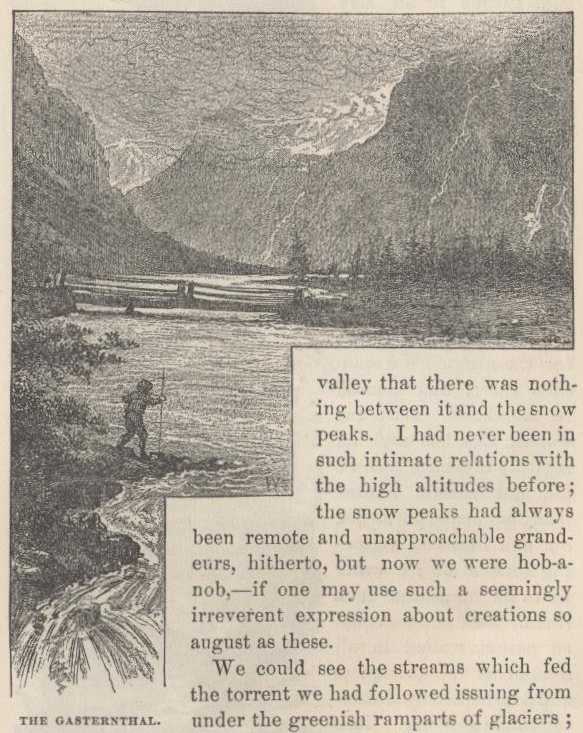 valley that there was noth-
ing between it and the snow
peaks. I had never been in
such intimate relations with
the high altitudes before;
the snow peaks had always
been remote and unapproachable grand-
eurs, hitherto, but now we were hob-a-
nob,—if one may use such a seemingly
irreverent expression about creations so
august as these.
We could see the streams which fed
the torrent we had followed issuing from
under the greenish ramparts of glaciers;
THE GASTERNTHAL.